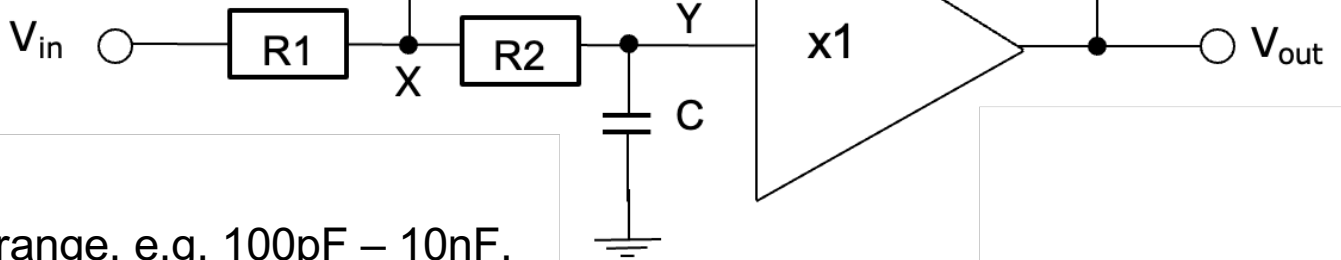 Vin R1 X R2 Y x1 Vout
C
range, e.g. 100pF – 10nF.